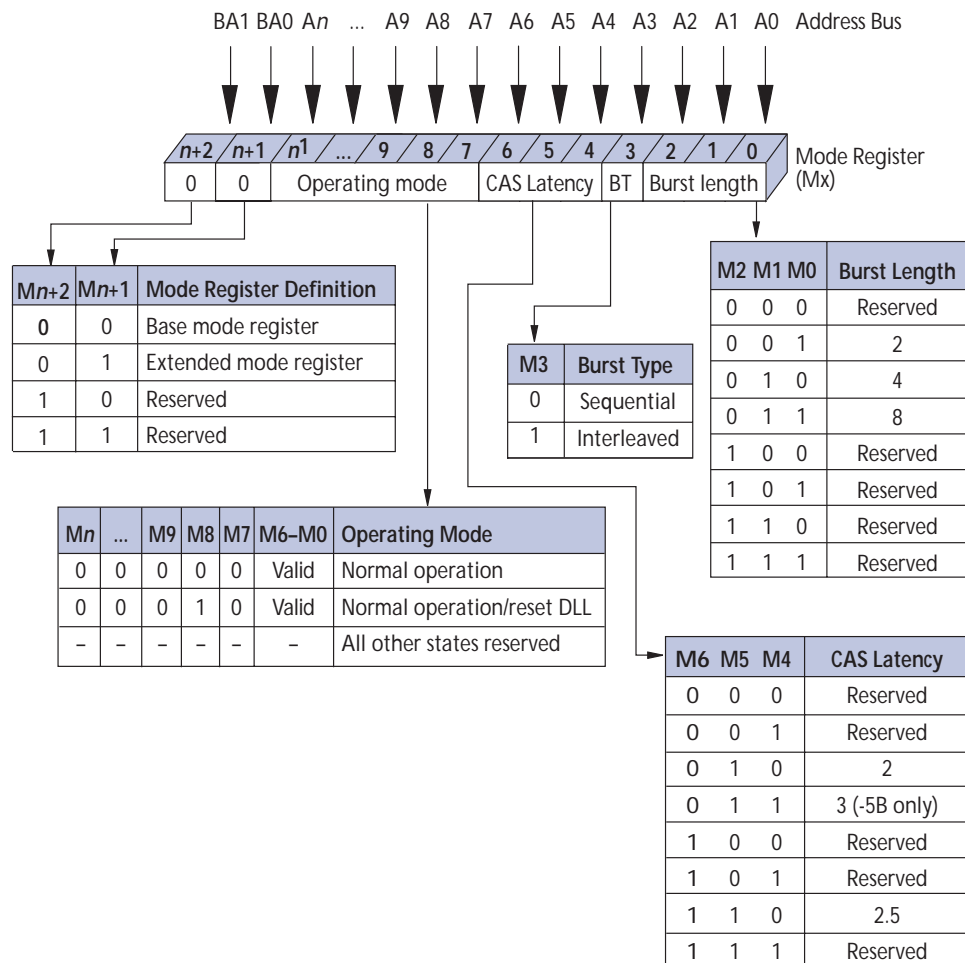 BA1 BA0 An ... A9 A8 A7 A6 A5 A4 A3 A2 A1 A0 Address Bus
n+2 n+1 n1 ... 9 8 7 6 5 4 3 2 1 0
Mode Register (Mx)
0 0 Operating mode CAS Latency BT Burst length
Mn+2 Mn+1 Mode Register Definition
0 0 Base mode register
0 1 Extended mode register
1 0 Reserved
1 1 Reserved
M3 Burst Type
0 Sequential
1 Interleaved
M2 M1 M0 Burst Length
0 0 0 Reserved
0 0 1 2
0 1 0 4
0 1 1 8
1 0 0 Reserved
1 0 1 Reserved
1 1 0 Reserved
1 1 1 Reserved
Mn ... M9 M8 M7 M6–M0 Operating Mode
0 0 0 0 0 Valid Normal operation
0 0 0 1 0 Valid Normal operation/reset DLL
– – – – – – All other states reserved
M6 M5 M4 CAS Latency
0 0 0 Reserved
0 0 1 Reserved
0 1 0 2
0 1 1 3 (-5B only)
1 0 0 Reserved
1 0 1 Reserved
1 1 0 2.5
1 1 1 Reserved